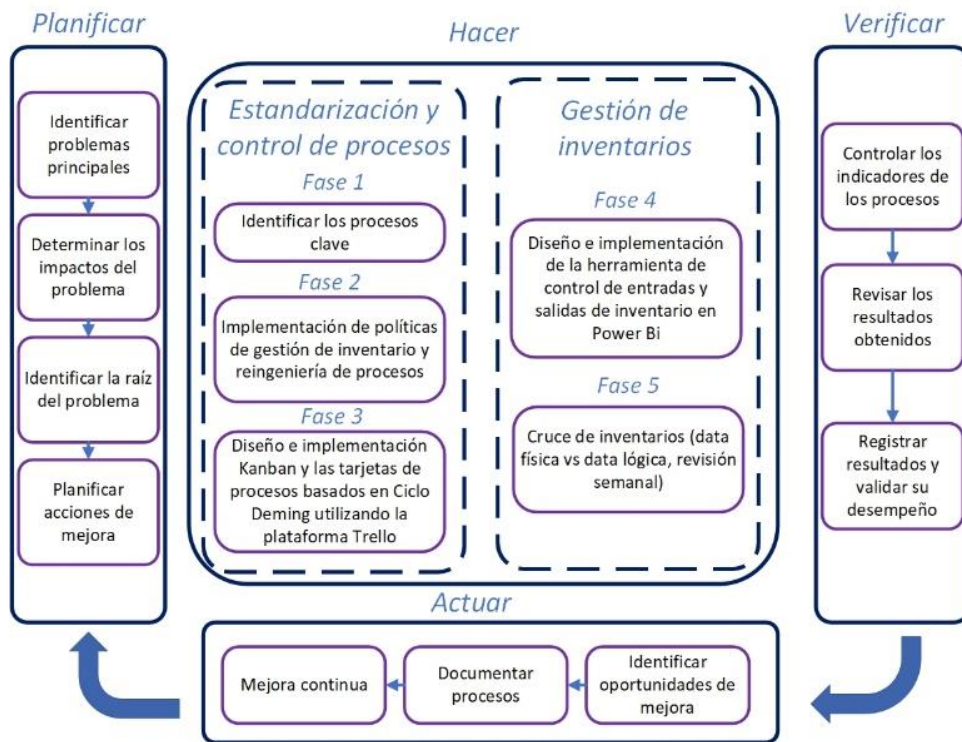 Planificar
Identificar
problemas
principales
Determinar los
impactos del
problema
Identificar la raíz
del problema
Planificar
acciones de
mejora
Hacer
Estandarización y
control de procesos
Fase 1
Identificar los procesos
clave
Fase 2
Implementación de políticas
de gestión de inventario y
reingeniería de procesos
Fase 3
Diseño e implementación
Kanban y las tarjetas de
procesos basados en Ciclo
Deming utilizando la
plataforma Trello
Gestión de
inventarios
Fase 4
Diseño e implementación
de la herramienta de
control de entradas y
salidas de inventario en
Power Bi
Fase 5
Cruce de inventarios (data
física vs data lógica, revisión
semanal)
Verificar
Controlar los
indicadores de
los procesos
Revisar los
resultados
obtenidos
Registrar
resultados y
validar su
desempeño
Actuar
Mejora continua
Documentar
procesos
Identificar
oportunidades de
mejora